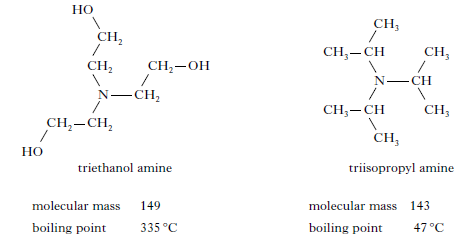 HO
CH₂
CH₂ CH₂—OH
N—CH₂
CH₂—CH₂
HO
triethanol amine
molecular mass 149
boiling point 335 °C
CH₃
CH₃—CH CH₃
N—CH
CH₃—CH CH₃
CH₃
triisopropyl amine
molecular mass 143
boiling point 47 °C